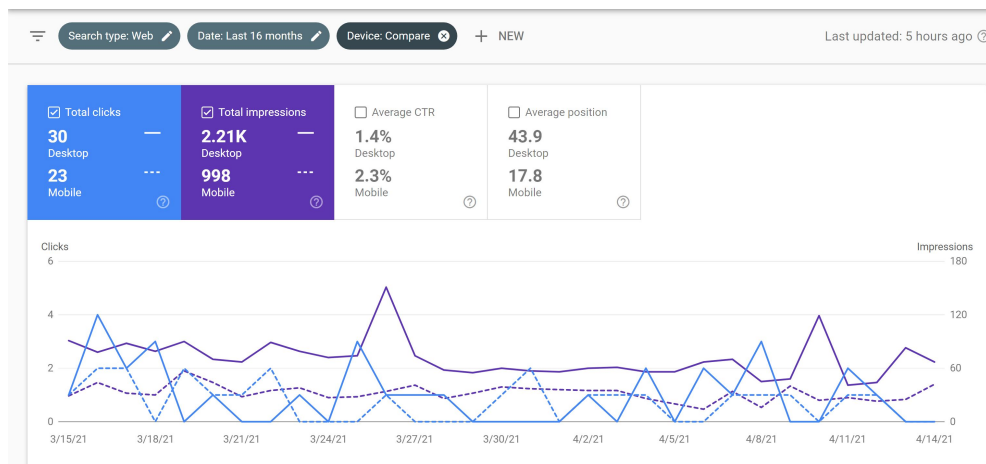 Search type: Web Date: Last 16 months Device: Compare NEW Last updated: 5 hours ago
Total clicks Total impressions Average CTR Average position
30 2.21K 1.4% 43.9
Desktop Desktop Desktop Desktop
23 998 2.3% 17.8
Mobile Mobile Mobile Mobile
Clicks Impressions
6 180
4 120
2 60
0 0
3/15/21 3/18/21 3/21/21 3/24/21 3/27/21 3/30/21 4/2/21 4/5/21 4/8/21 4/11/21 4/14/21